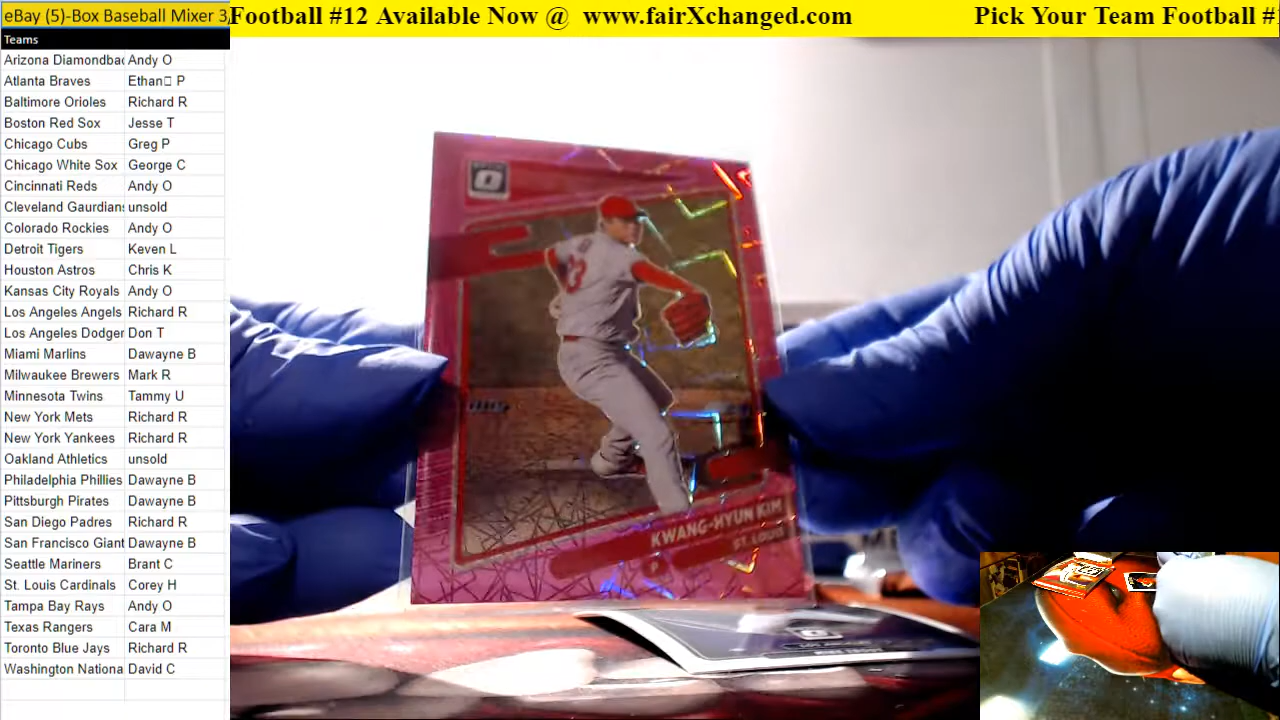 eBay (5)-Box Baseball Mixer 3
Football #12 Available Now @ www.fairXchanged.com
Pick Your Team Football #
Teams
Arizona Diamondbac Andy O
Atlanta Braves Ethan□ P
Baltimore Orioles Richard R
Boston Red Sox Jesse T
Chicago Cubs Greg P
Chicago White Sox George C
Cincinnati Reds Andy O
Cleveland Gaurdians unsold
Colorado Rockies Andy O
Detroit Tigers Keven L
Houston Astros Chris K
Kansas City Royals Andy O
Los Angeles Angels Richard R
Los Angeles Dodger Don T
Miami Marlins Dawayne B
Milwaukee Brewers Mark R
Minnesota Twins Tammy U
New York Mets Richard R
New York Yankees Richard R
Oakland Athletics unsold
Philadelphia Phillies Dawayne B
Pittsburgh Pirates Dawayne B
San Diego Padres Richard R
San Francisco Giant Dawayne B
Seattle Mariners Brant C
St. Louis Cardinals Corey H
Tampa Bay Rays Andy O
Texas Rangers Cara M
Toronto Blue Jays Richard R
Washington Nationa David C
KWANG-HYUN KIM
ST. LOUIS
P